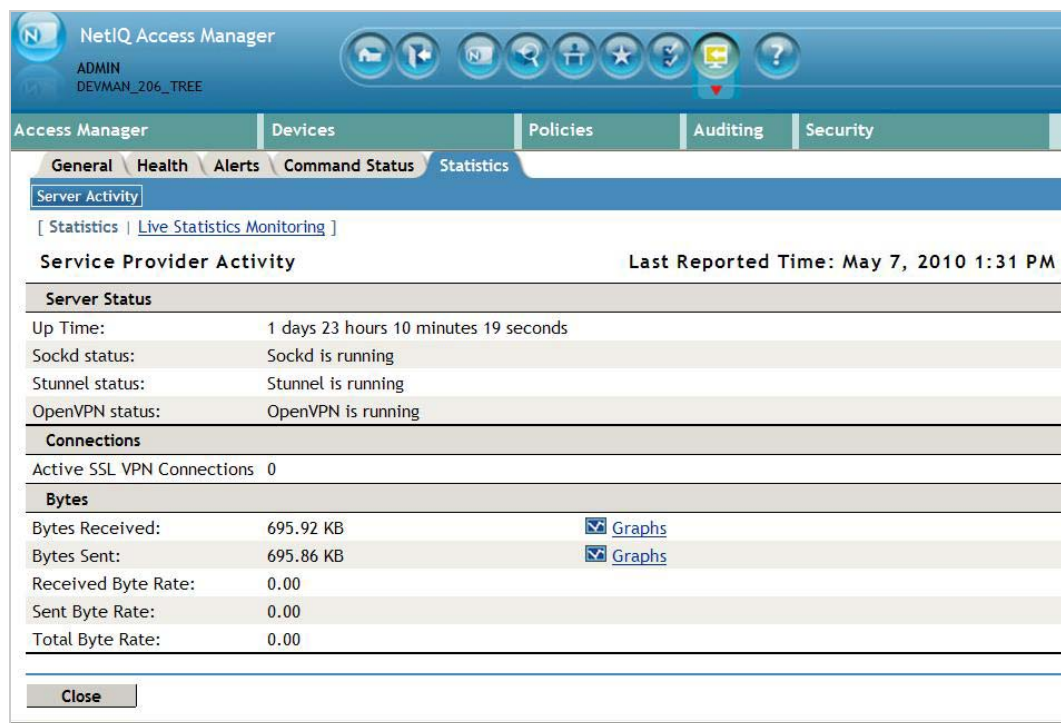 NetIQ Access Manager
ADMIN
DEVMAN_206_TREE
Access Manager Devices Policies Auditing Security
General Health Alerts Command Status Statistics
Server Activity
[ Statistics | Live Statistics Monitoring ]
Service Provider Activity Last Reported Time: May 7, 2010 1:31 PM
Server Status
Up Time: 1 days 23 hours 10 minutes 19 seconds
Sockd status: Sockd is running
Stunnel status: Stunnel is running
OpenVPN status: OpenVPN is running
Connections
Active SSL VPN Connections 0
Bytes
Bytes Received: 695.92 KB Graphs
Bytes Sent: 695.86 KB Graphs
Received Byte Rate: 0.00
Sent Byte Rate: 0.00
Total Byte Rate: 0.00
Close